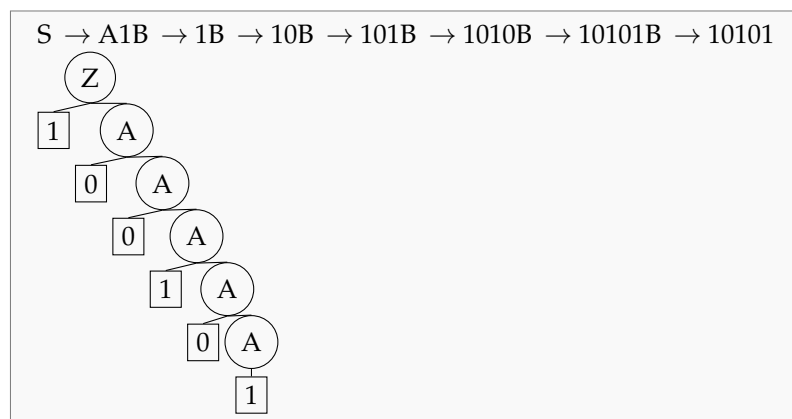 S → A1B → 1B → 10B → 101B → 1010B → 10101B → 10101
Z
1 A
0 A
0 A
1 A
0 A
1